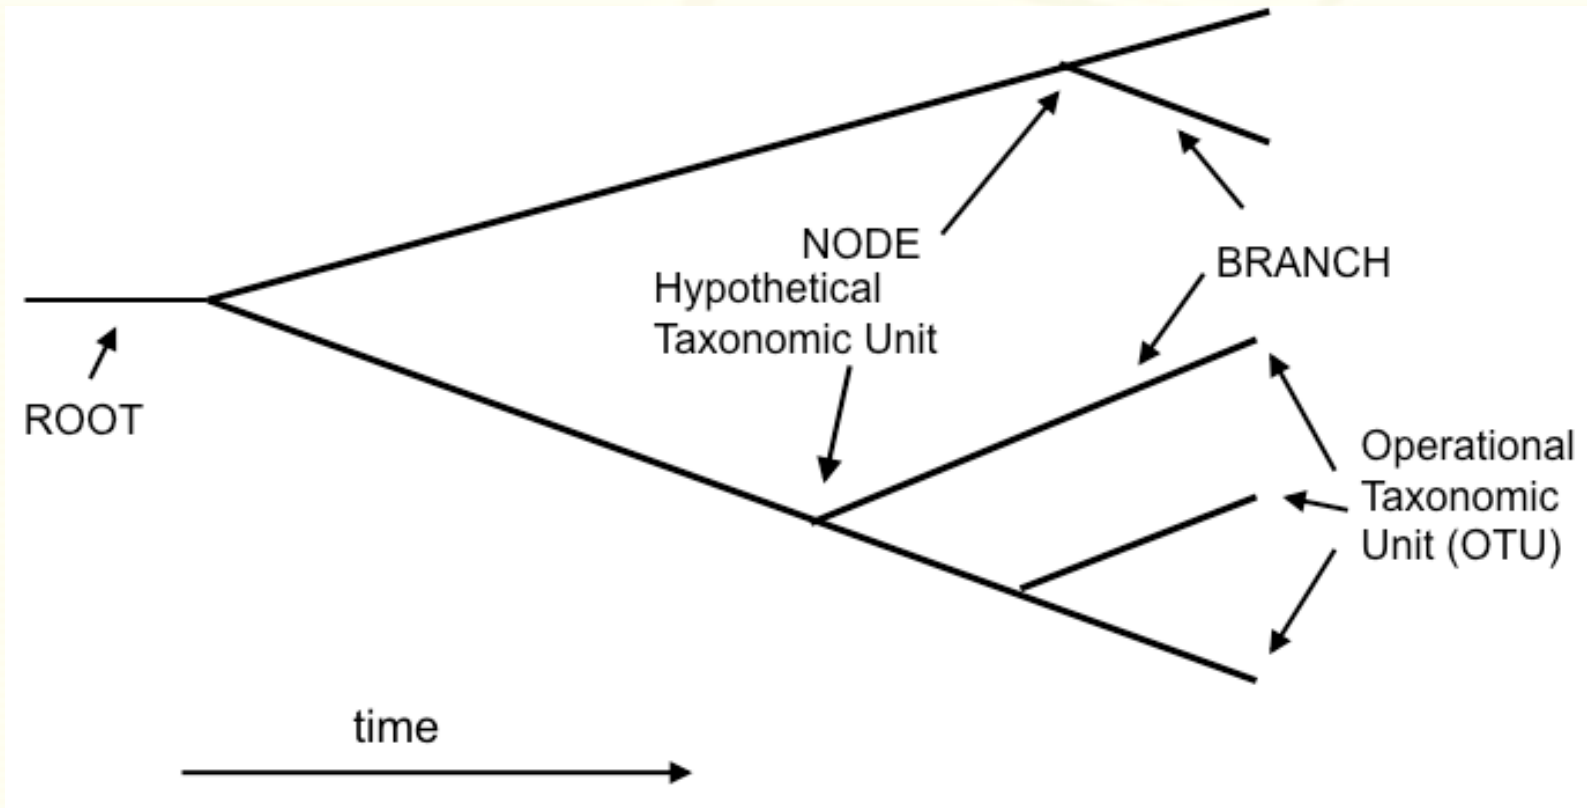 NODE
Hypothetical
Taxonomic Unit
BRANCH
ROOT
Operational
Taxonomic
Unit (OTU)
time